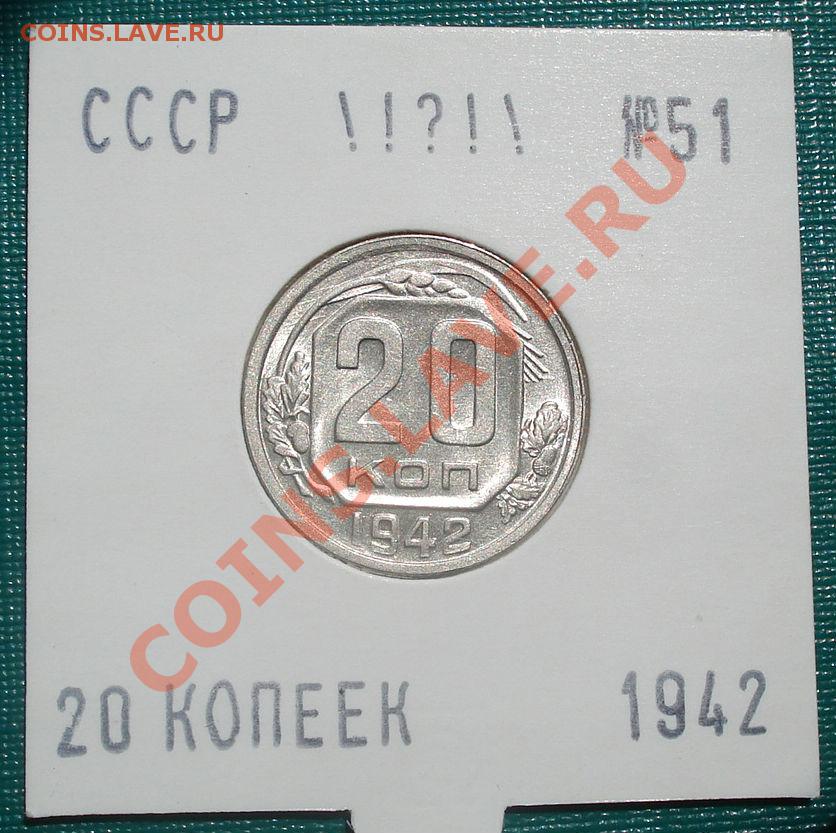 COINS.LAVE.RU
СССР !!?!! №51
COINS.LAVE.RU
20
КОП
1942
20 КОПЕЕК 1942